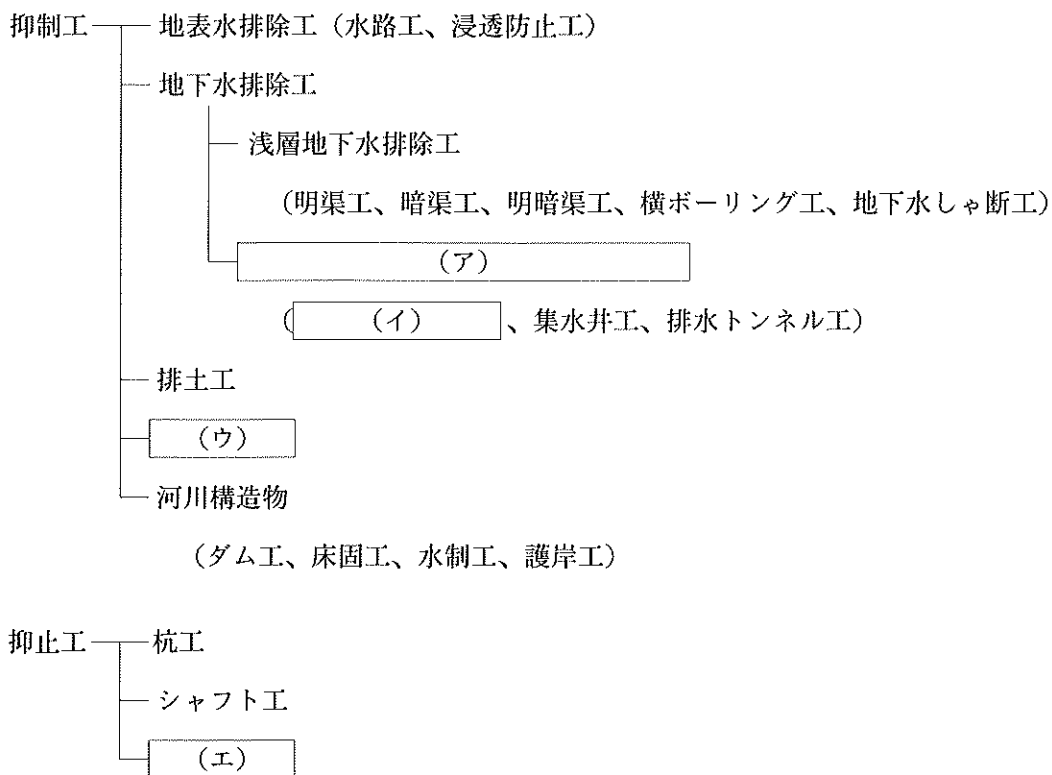 抑制工 地表水排除工（水路工、浸透防止工）
地下水排除工
浅層地下水排除工
（明渠工、暗渠工、明暗渠工、横ボーリング工、地下水しゃ断工）
（ア）
（ （イ） 、集水井工、排水トンネル工）
排土工
（ウ）
河川構造物
（ダム工、床固工、水制工、護岸工）
抑止工 杭工
シャフト工
（エ）